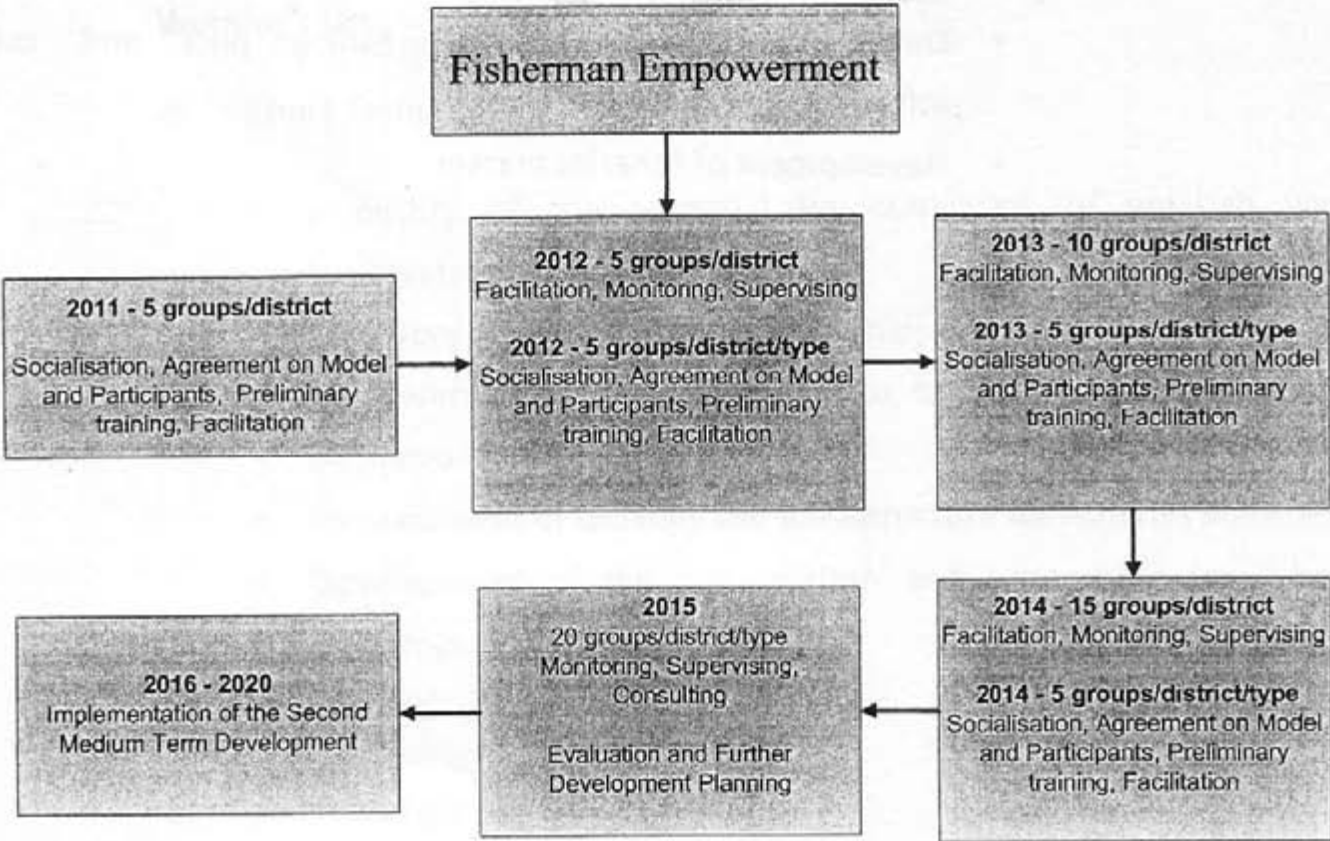 Fisherman Empowerment
2011 - 5 groups/district
Socialisation, Agreement on Model
and Participants, Preliminary
training, Facilitation
2012 - 5 groups/district
Facilitation, Monitoring, Supervising
2012 - 5 groups/district/type
Socialisation, Agreement on Model
and Participants, Preliminary
training, Facilitation
2013 - 10 groups/district
Facilitation, Monitoring, Supervising
2013 - 5 groups/district/type
Socialisation, Agreement on Model
and Participants, Preliminary
training, Facilitation
2014 - 15 groups/district
Facilitation, Monitoring, Supervising
2014 - 5 groups/district/type
Socialisation, Agreement on Model
and Participants, Preliminary
training, Facilitation
2015
20 groups/district/type
Monitoring, Supervising,
Consulting
Evaluation and Further
Development Planning
2016 - 2020
Implementation of the Second
Medium Term Development